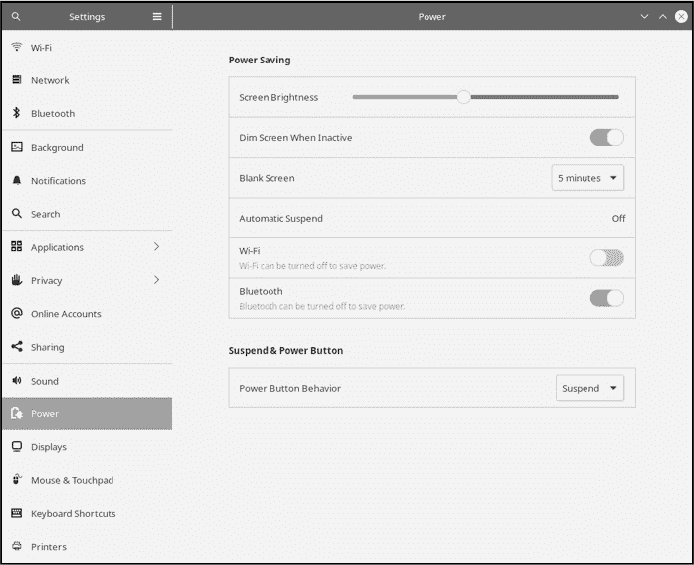 Settings
Power
Wi-Fi
Network
Bluetooth
Background
Notifications
Search
Applications
Privacy
Online Accounts
Sharing
Sound
Power
Displays
Mouse & Touchpad
Keyboard Shortcuts
Printers
Power Saving
Screen Brightness
Dim Screen When Inactive
Blank Screen
5 minutes
Automatic Suspend
Off
Wi-Fi
Wi-Fi can be turned off to save power.
Bluetooth
Bluetooth can be turned off to save power.
Suspend & Power Button
Power Button Behavior
Suspend